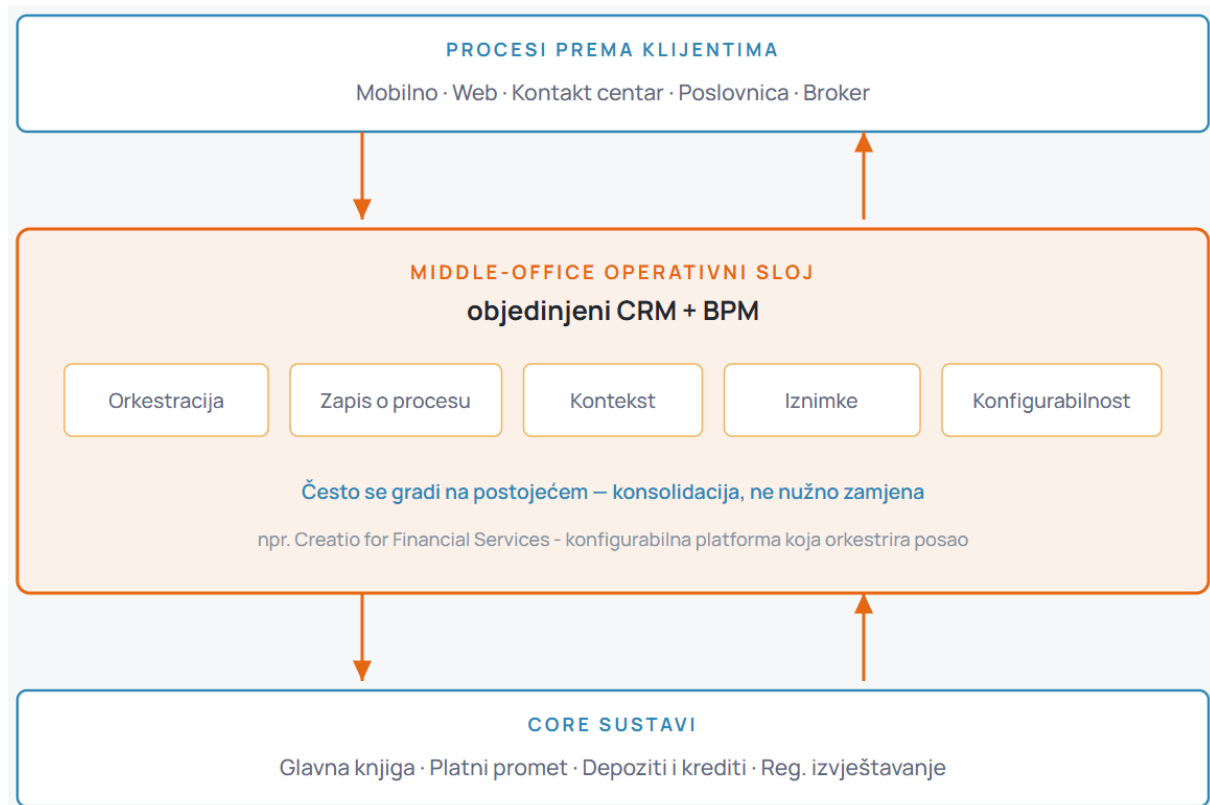 PROCESI PREMA KLIJENTIMA
Mobilno · Web · Kontakt centar · Poslovnica · Broker
MIDDLE-OFFICE OPERATIVNI SLOJ
objedinjeni CRM + BPM
Orkestracija
Zapis o procesu
Kontekst
Iznimke
Konfigurabilnost
Često se gradi na postojećem — konsolidacija, ne nužno zamjena
npr. Creatio for Financial Services - konfigurabilna platforma koja orkestrira posao
CORE SUSTAVI
Glavna knjiga · Platni promet · Depoziti i krediti · Reg. izvještavanje